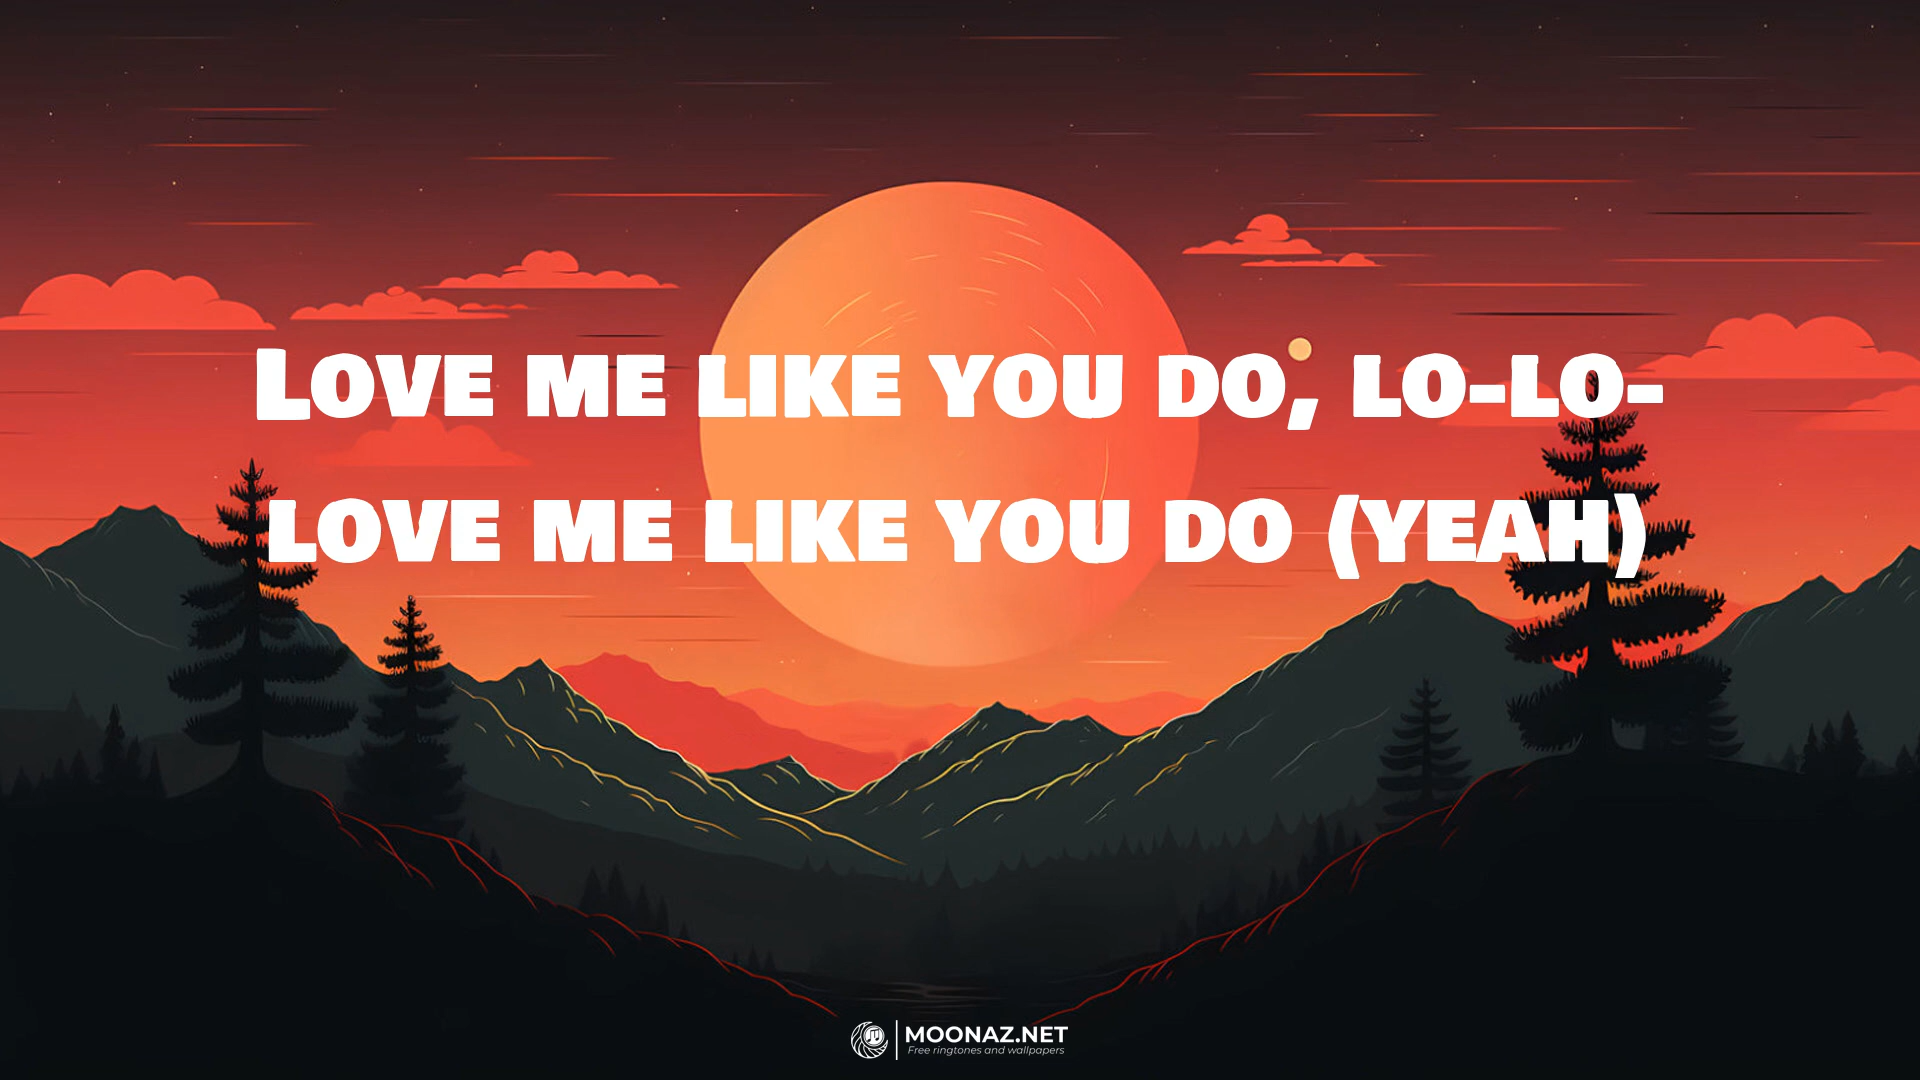 Love me like you do, lo-lo-
love me like you do (yeah)
MOONAZ.NET
Free ringtones and wallpapers